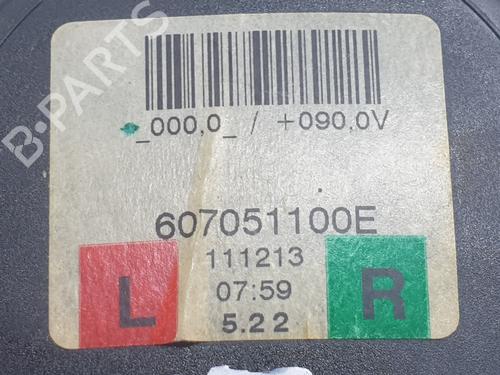 B-PARTS
_000,0_ / +090,0V
607051100E
111213
07:59
5.22
L
R